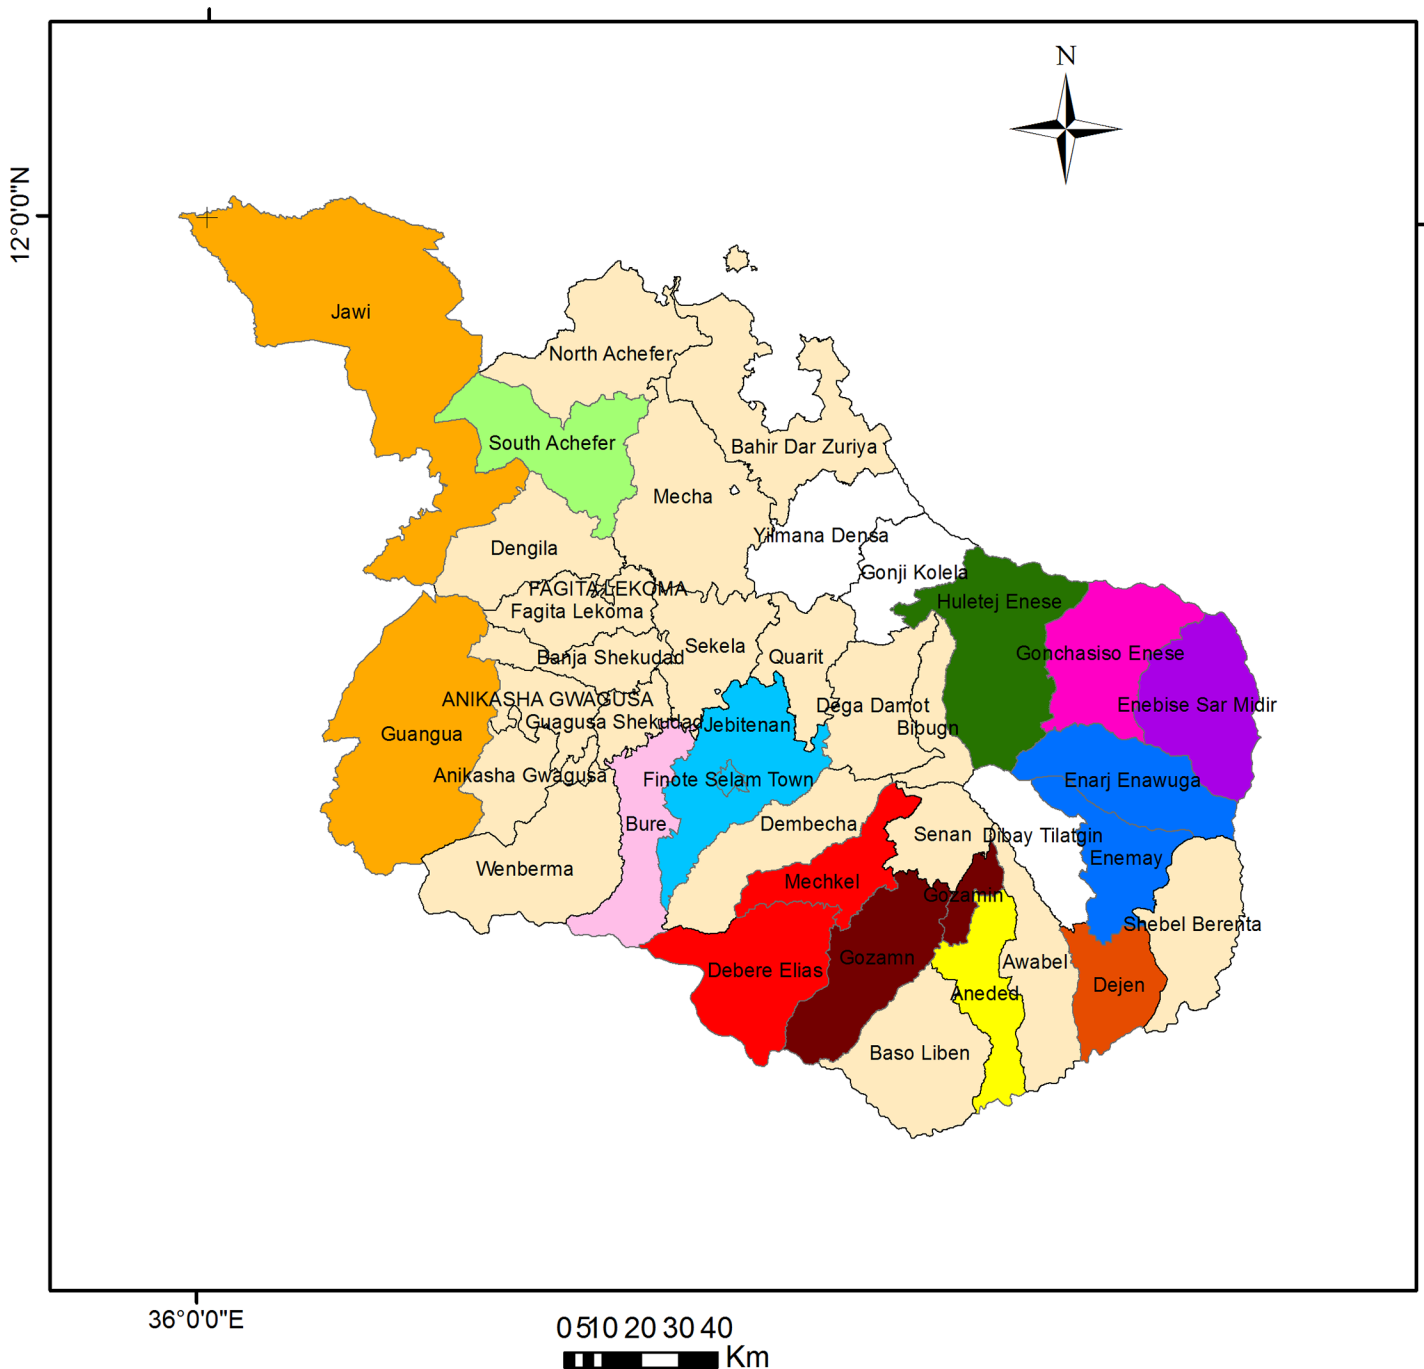 N
12°0'0"N
Jawi
North Achefer
South Achefer
Bahir Dar Zuriya
Mecha
Yilmana Densa
Dengila
Gonji Kolela
FAGITA LEKOMA
Fagita Lekoma
Huletej Enese
Banja Shekudad
Sekela
Quarit
Gonchasiso Enese
ANIKASHA GWAGUSA
Guagusa Shekudad
Jebitenan
Dega Damot
Bibugn
Enebise Sar Midir
Guangua
Anikasha Gwagusa
Finote Selam Town
Enarj Enawuga
Bure
Dembecha
Senan
Dibay Tilatgin
Enemay
Wenberma
Mechkel
Gozamin
Shebel Berenta
Debere Elias
Gozamn
Awabel
Aneded
Dejen
Baso Liben
36°0'0"E
0 5 10 20 30 40
Km